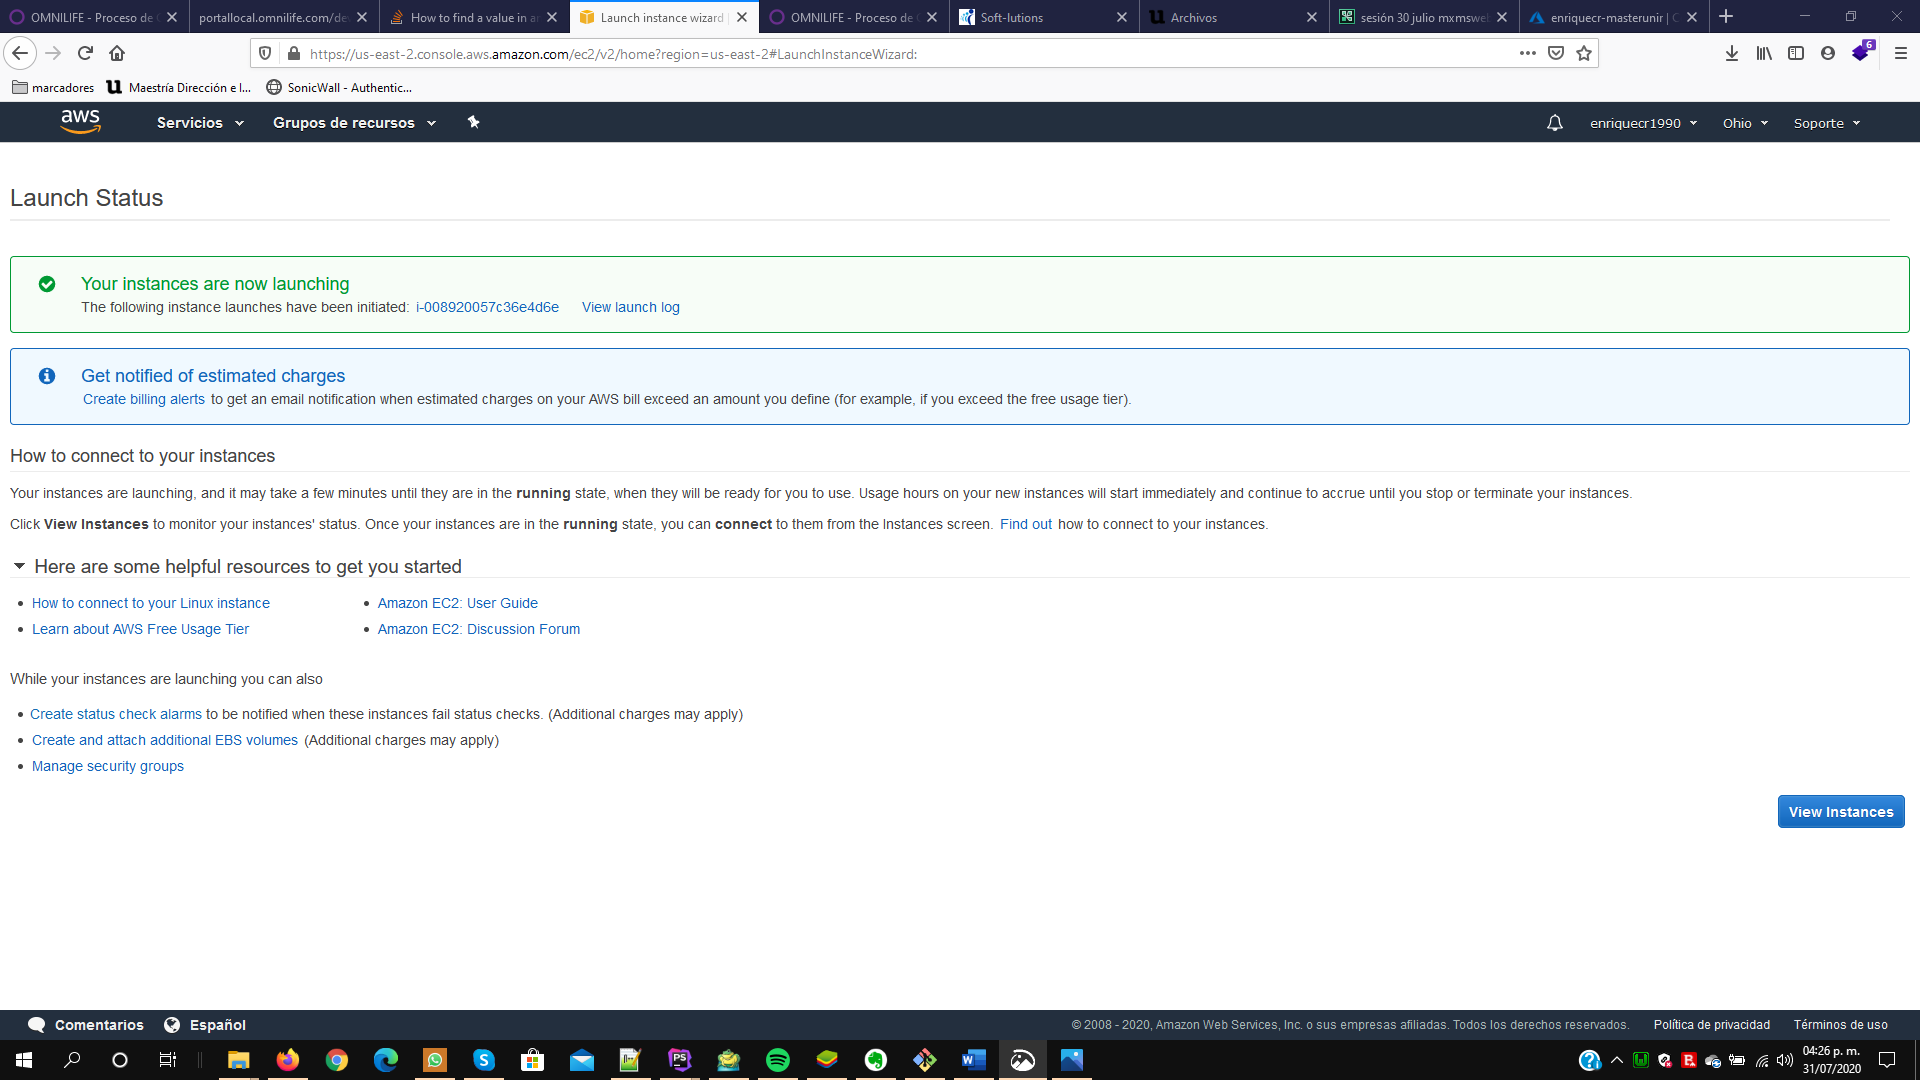 OMNILIFE - Proceso de
portallocal.omnilife.com/de
How to find a value in ar
Launch instance wizard
OMNILIFE - Proceso de
Soft-lutions
Archivos
sesión 30 julio mxmswe
enriquecr-masterunir |
https://us-east-2.console.aws.amazon.com/ec2/v2/home?region=us-east-2#LaunchInstanceWizard:
6
marcadores
Maestría Dirección e I...
SonicWall - Authentic...
aws
Servicios
Grupos de recursos
enriquecr1990
Ohio
Soporte
Launch Status
Your instances are now launching
The following instance launches have been initiated: i-008920057c36e4d6e View launch log
Get notified of estimated charges
Create billing alerts to get an email notification when estimated charges on your AWS bill exceed an amount you define (for example, if you exceed the free usage tier).
How to connect to your instances
Your instances are launching, and it may take a few minutes until they are in the running state, when they will be ready for you to use. Usage hours on your new instances will start immediately and continue to accrue until you stop or terminate your instances.
Click View Instances to monitor your instances' status. Once your instances are in the running state, you can connect to them from the Instances screen. Find out how to connect to your instances.
Here are some helpful resources to get you started
• How to connect to your Linux instance
• Learn about AWS Free Usage Tier
• Amazon EC2: User Guide
• Amazon EC2: Discussion Forum
While your instances are launching you can also
• Create status check alarms to be notified when these instances fail status checks. (Additional charges may apply)
• Create and attach additional EBS volumes (Additional charges may apply)
• Manage security groups
View Instances
Comentarios
Español
© 2008 - 2020, Amazon Web Services, Inc. o sus empresas afiliadas. Todos los derechos reservados.
Política de privacidad
Términos de uso
04:26 p. m.
31/07/2020